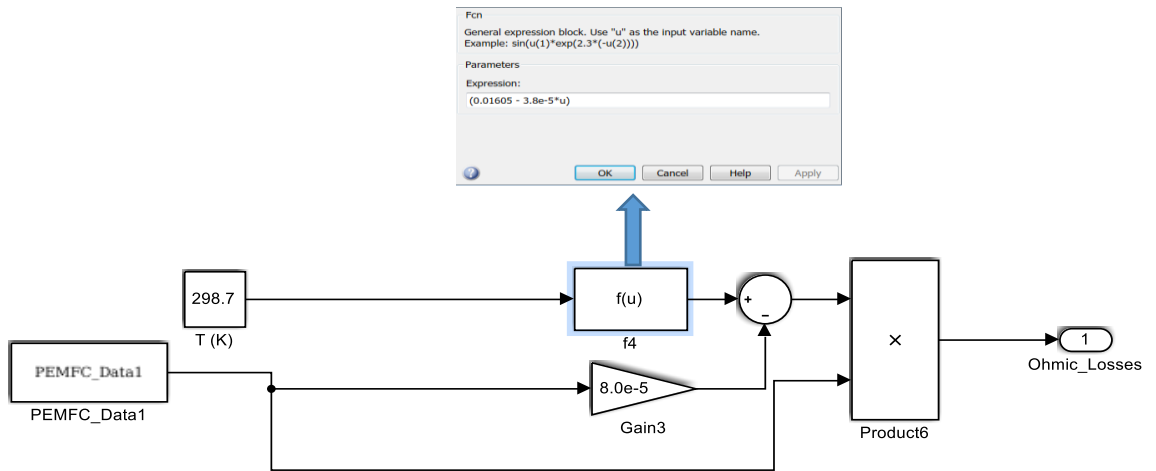 Fcn
General expression block. Use "u" as the input variable name.
Example: sin(u(1)*exp(2.3*(-u(2))))
Parameters
Expression:
(0.01605 - 3.8e-5*u)
?
OK
Cancel
Help
Apply
298.7
T (K)
f(u)
f4
+
−
×
1
Ohmic_Losses
PEMFC_Data1
PEMFC_Data1
8.0e-5
Gain3
Product6